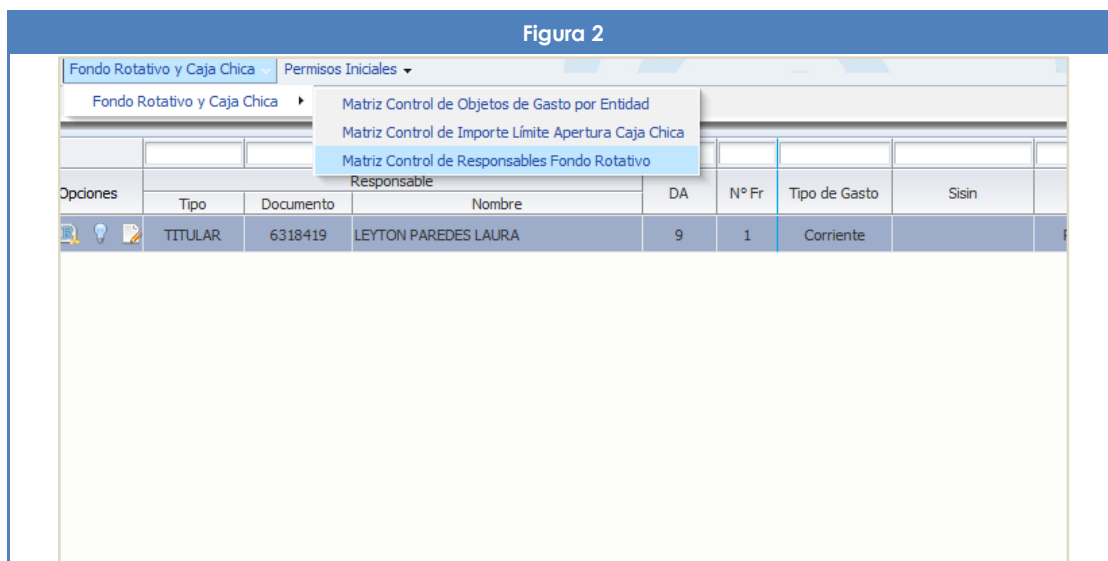 Figura 2
Fondo Rotativo y Caja Chica Permisos Iniciales
Fondo Rotativo y Caja Chica Matriz Control de Objetos de Gasto por Entidad
Matriz Control de Importe Límite Apertura Caja Chica
Matriz Control de Responsables Fondo Rotativo
Opciones Responsable DA N° Fr Tipo de Gasto Sisin
Tipo Documento Nombre
TITULAR 6318419 LEYTON PAREDES LAURA 9 1 Corriente